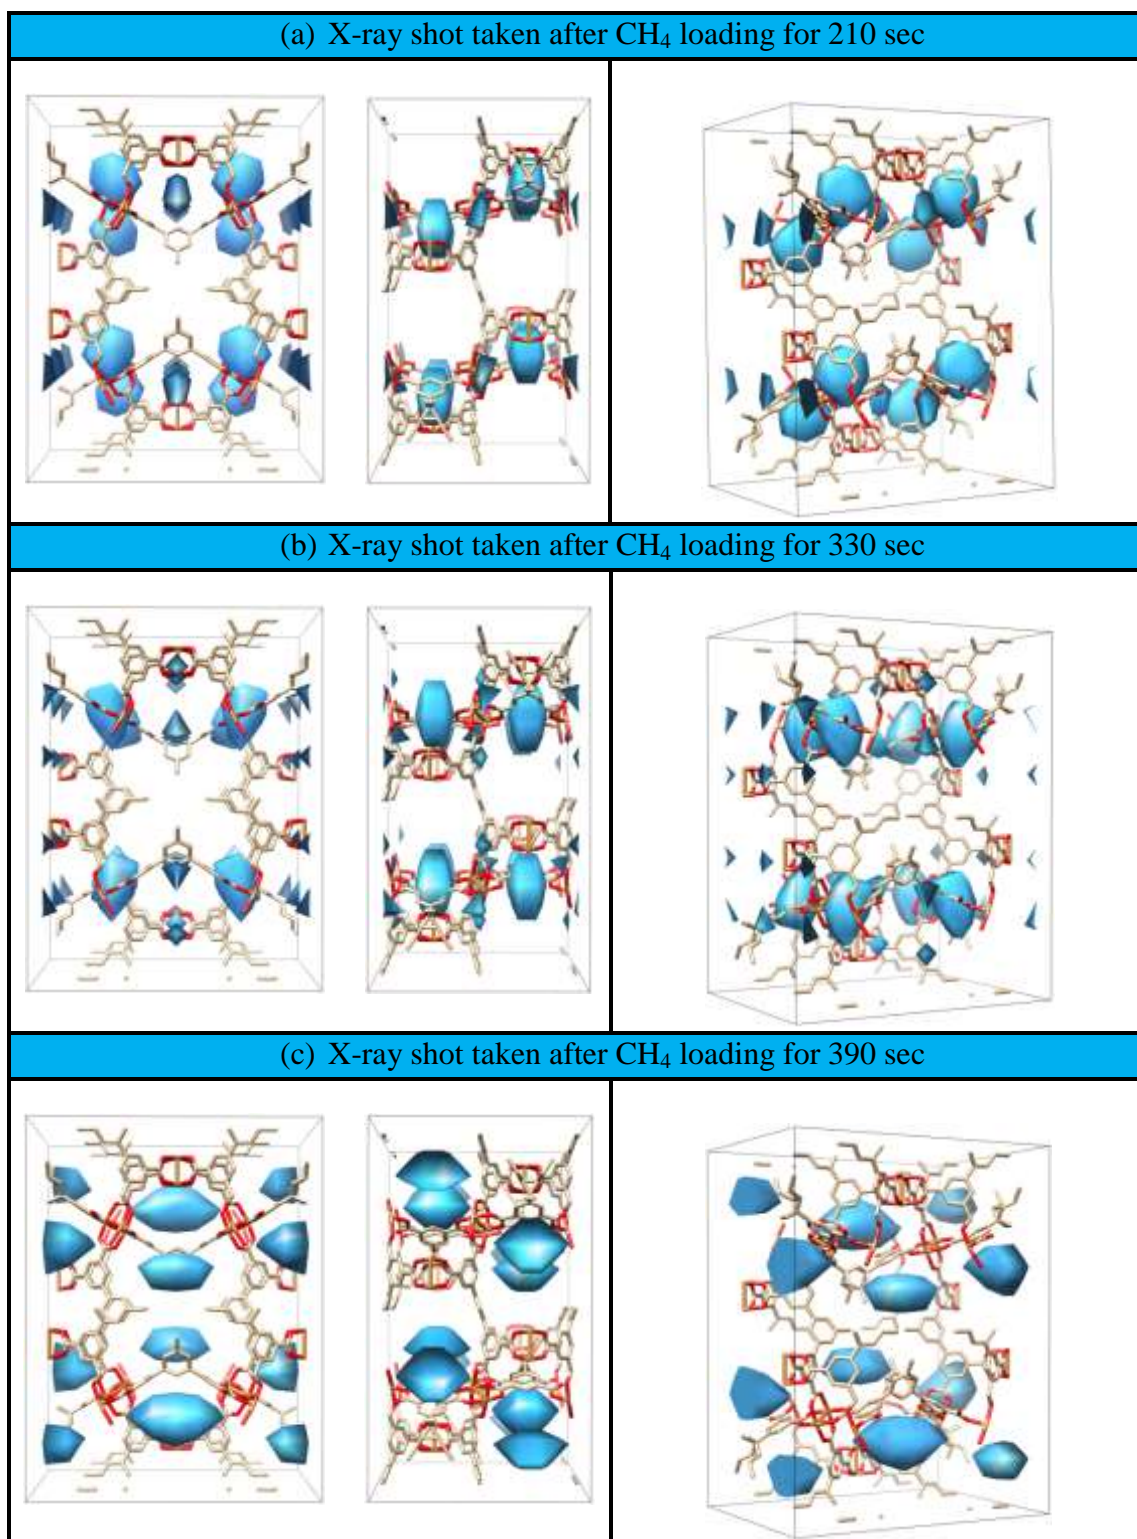 (a) X-ray shot taken after CH₄ loading for 210 sec
(b) X-ray shot taken after CH₄ loading for 330 sec
(c) X-ray shot taken after CH₄ loading for 390 sec